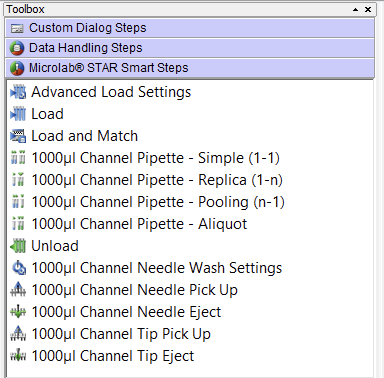 Toolbox
Custom Dialog Steps
Data Handling Steps
Microlab® STAR Smart Steps
Advanced Load Settings
Load
Load and Match
1000µl Channel Pipette - Simple (1-1)
1000µl Channel Pipette - Replica (1-n)
1000µl Channel Pipette - Pooling (n-1)
1000µl Channel Pipette - Aliquot
Unload
1000µl Channel Needle Wash Settings
1000µl Channel Needle Pick Up
1000µl Channel Needle Eject
1000µl Channel Tip Pick Up
1000µl Channel Tip Eject